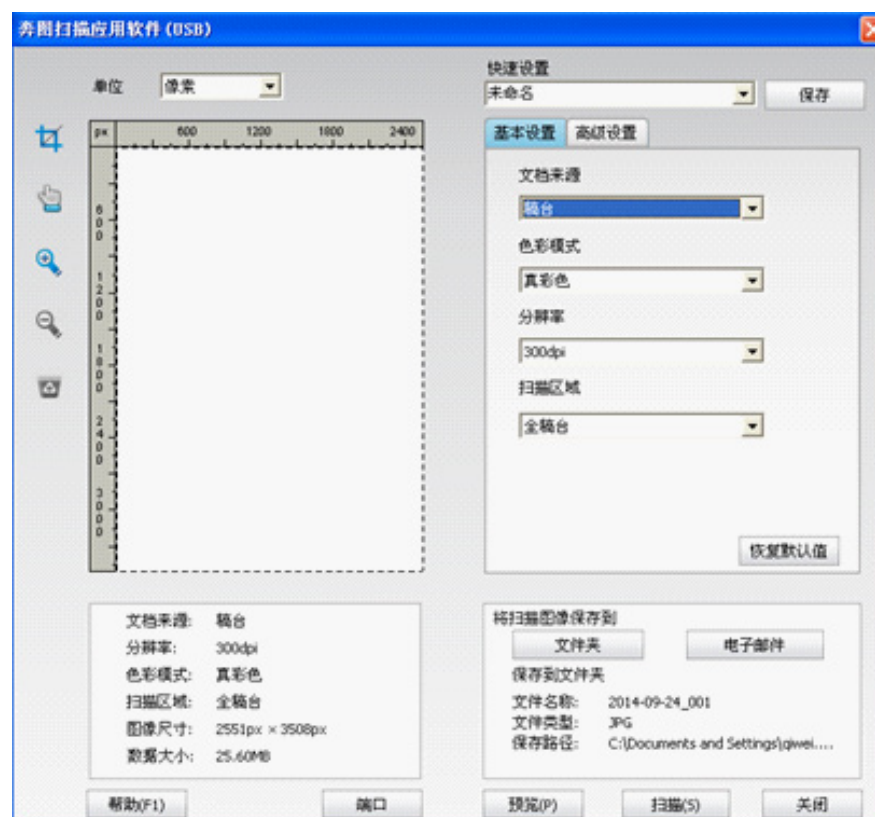 奔图扫描应用软件 (USB)
单位 像素
快速设置
未命名 保存
基本设置 高级设置
px 600 1200 1800 2400
600
1200
1800
2400
3000
文档来源
稿台
色彩模式
真彩色
分辨率
300dpi
扫描区域
全稿台
恢复默认值
文档来源: 稿台
分辨率: 300dpi
色彩模式: 真彩色
扫描区域: 全稿台
图像尺寸: 2551px × 3508px
数据大小: 25.60MB
将扫描图像保存到
文件夹 电子邮件
保存到文件夹
文件名称: 2014-09-24_001
文件类型: JPG
保存路径: C:\Documents and Settings\qiwei....
帮助(F1) 端口 预览(P) 扫描(S) 关闭